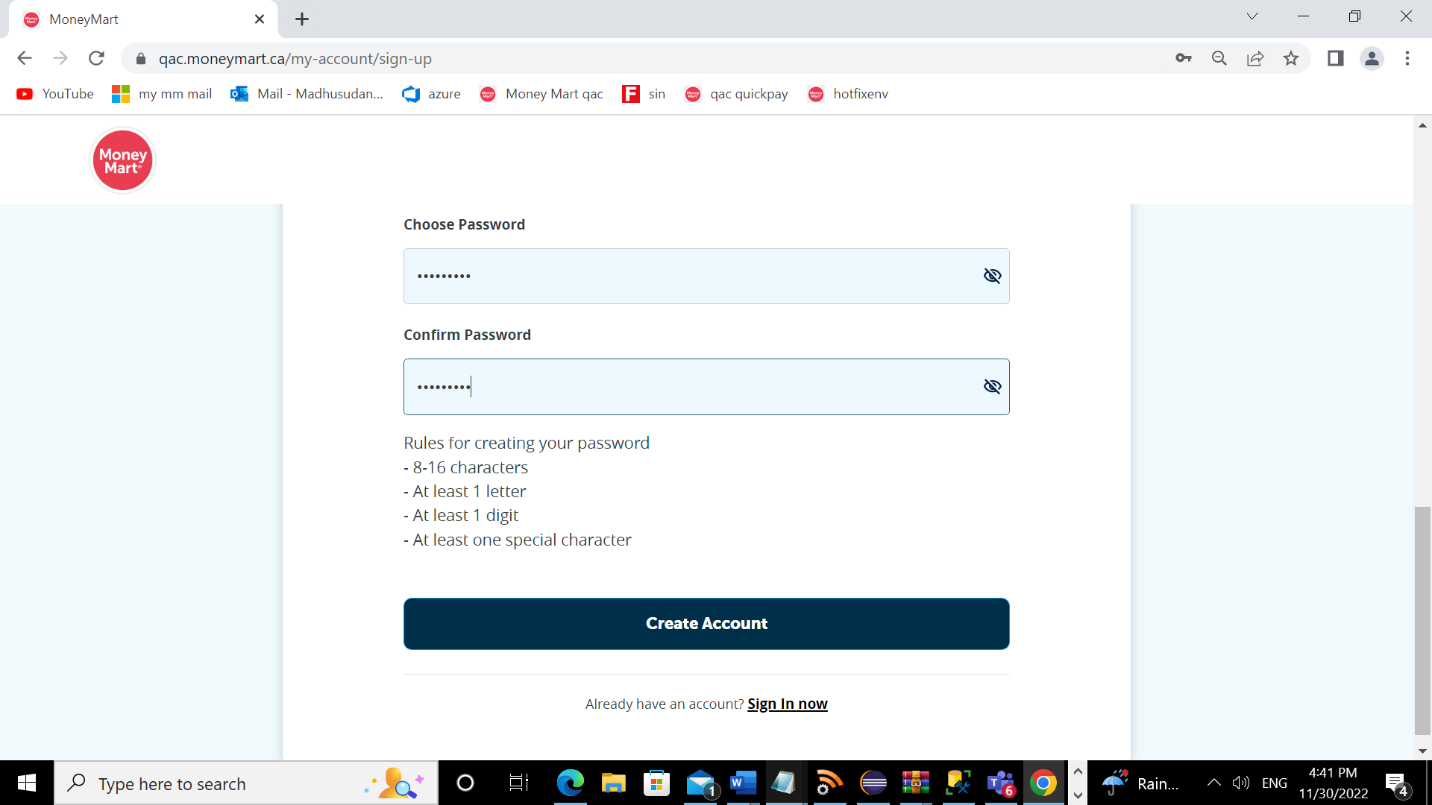 MoneyMart
qac.moneymart.ca/my-account/sign-up
YouTube my mm mail Mail - Madhusudan... azure Money Mart qac sin qac quickpay hotfixenv
Money
Mart
Choose Password
•••••••••
Confirm Password
•••••••••
Rules for creating your password
- 8-16 characters
- At least 1 letter
- At least 1 digit
- At least one special character
Create Account
Already have an account? Sign In now
Type here to search
1
6
Rain...
ENG
4:41 PM
11/30/2022
4